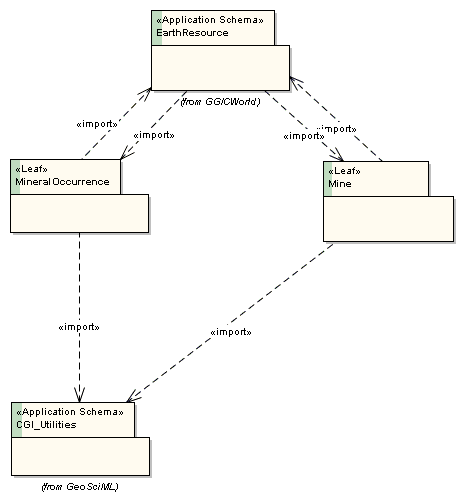 «Application Schema»
EarthResource
(from GGICWorld)
«import»
«import»
«import»
«import»
«Leaf»
MineralOccurrence
«Leaf»
Mine
«import»
«import»
«Application Schema»
CGI_Utilities
(from GeoSciML)